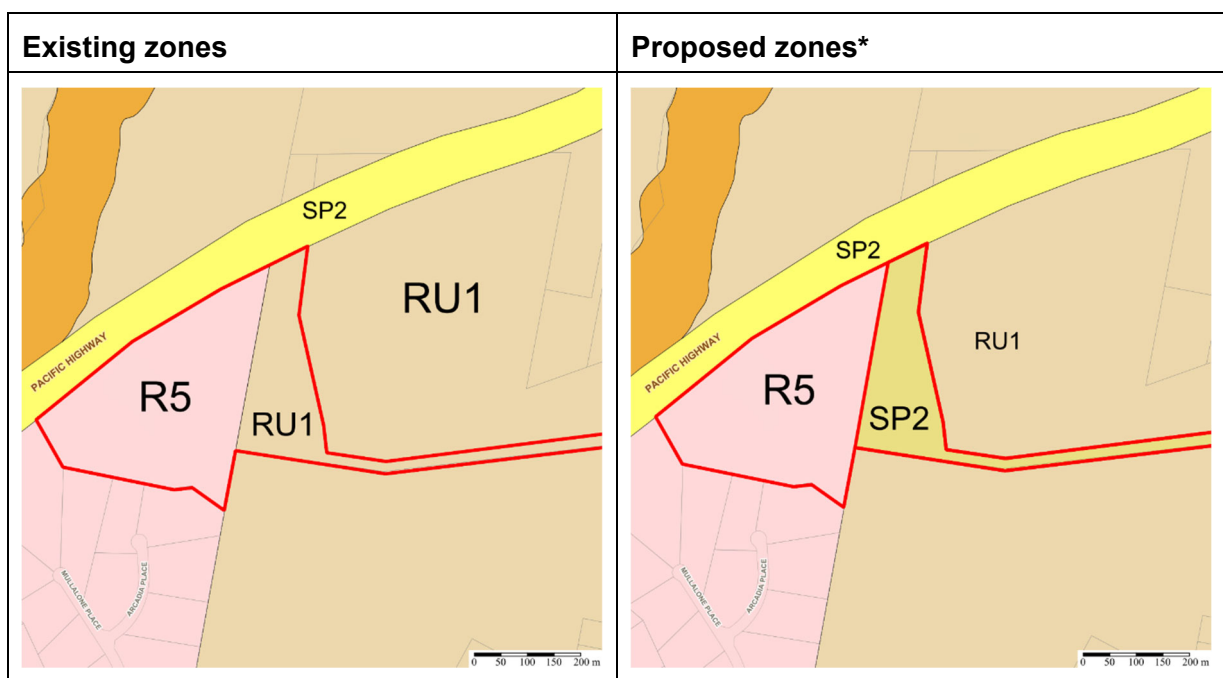 Existing zones
Proposed zones*
SP2
RU1
PACIFIC HIGHWAY
R5
RU1
MULLALONE PLACE
ARCADIA PLACE
0 50 100 150 200 m
SP2
RU1
PACIFIC HIGHWAY
R5
SP2
MULLALONE PLACE
ARCADIA PLACE
0 50 100 150 200 m